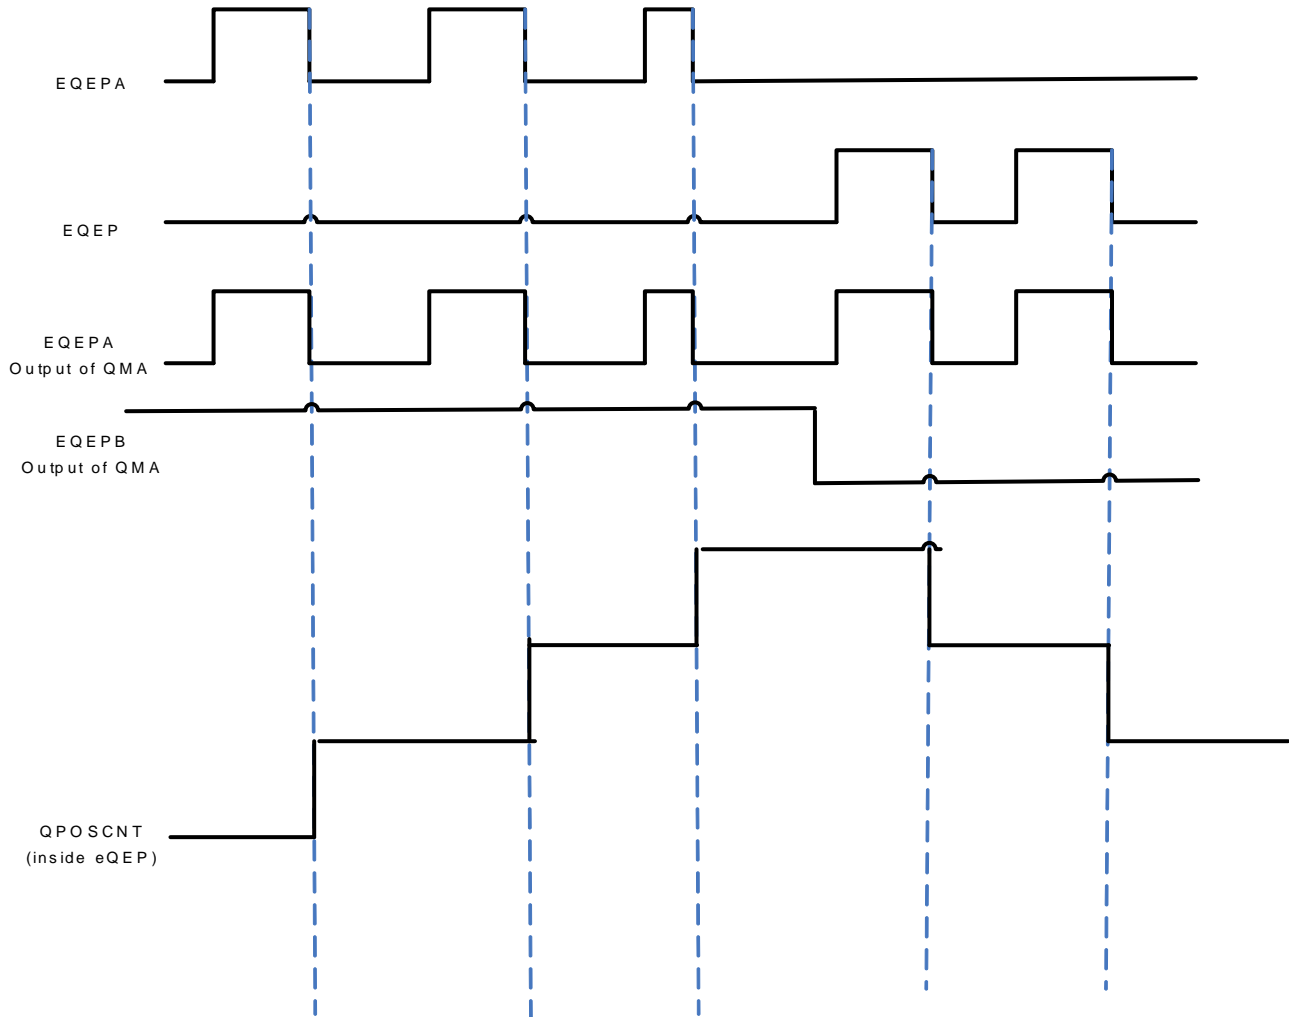 EQEPA
EQEP
EQEPA
Output of QMA
EQEPB
Output of QMA
QPOSCNT
(inside eQEP)